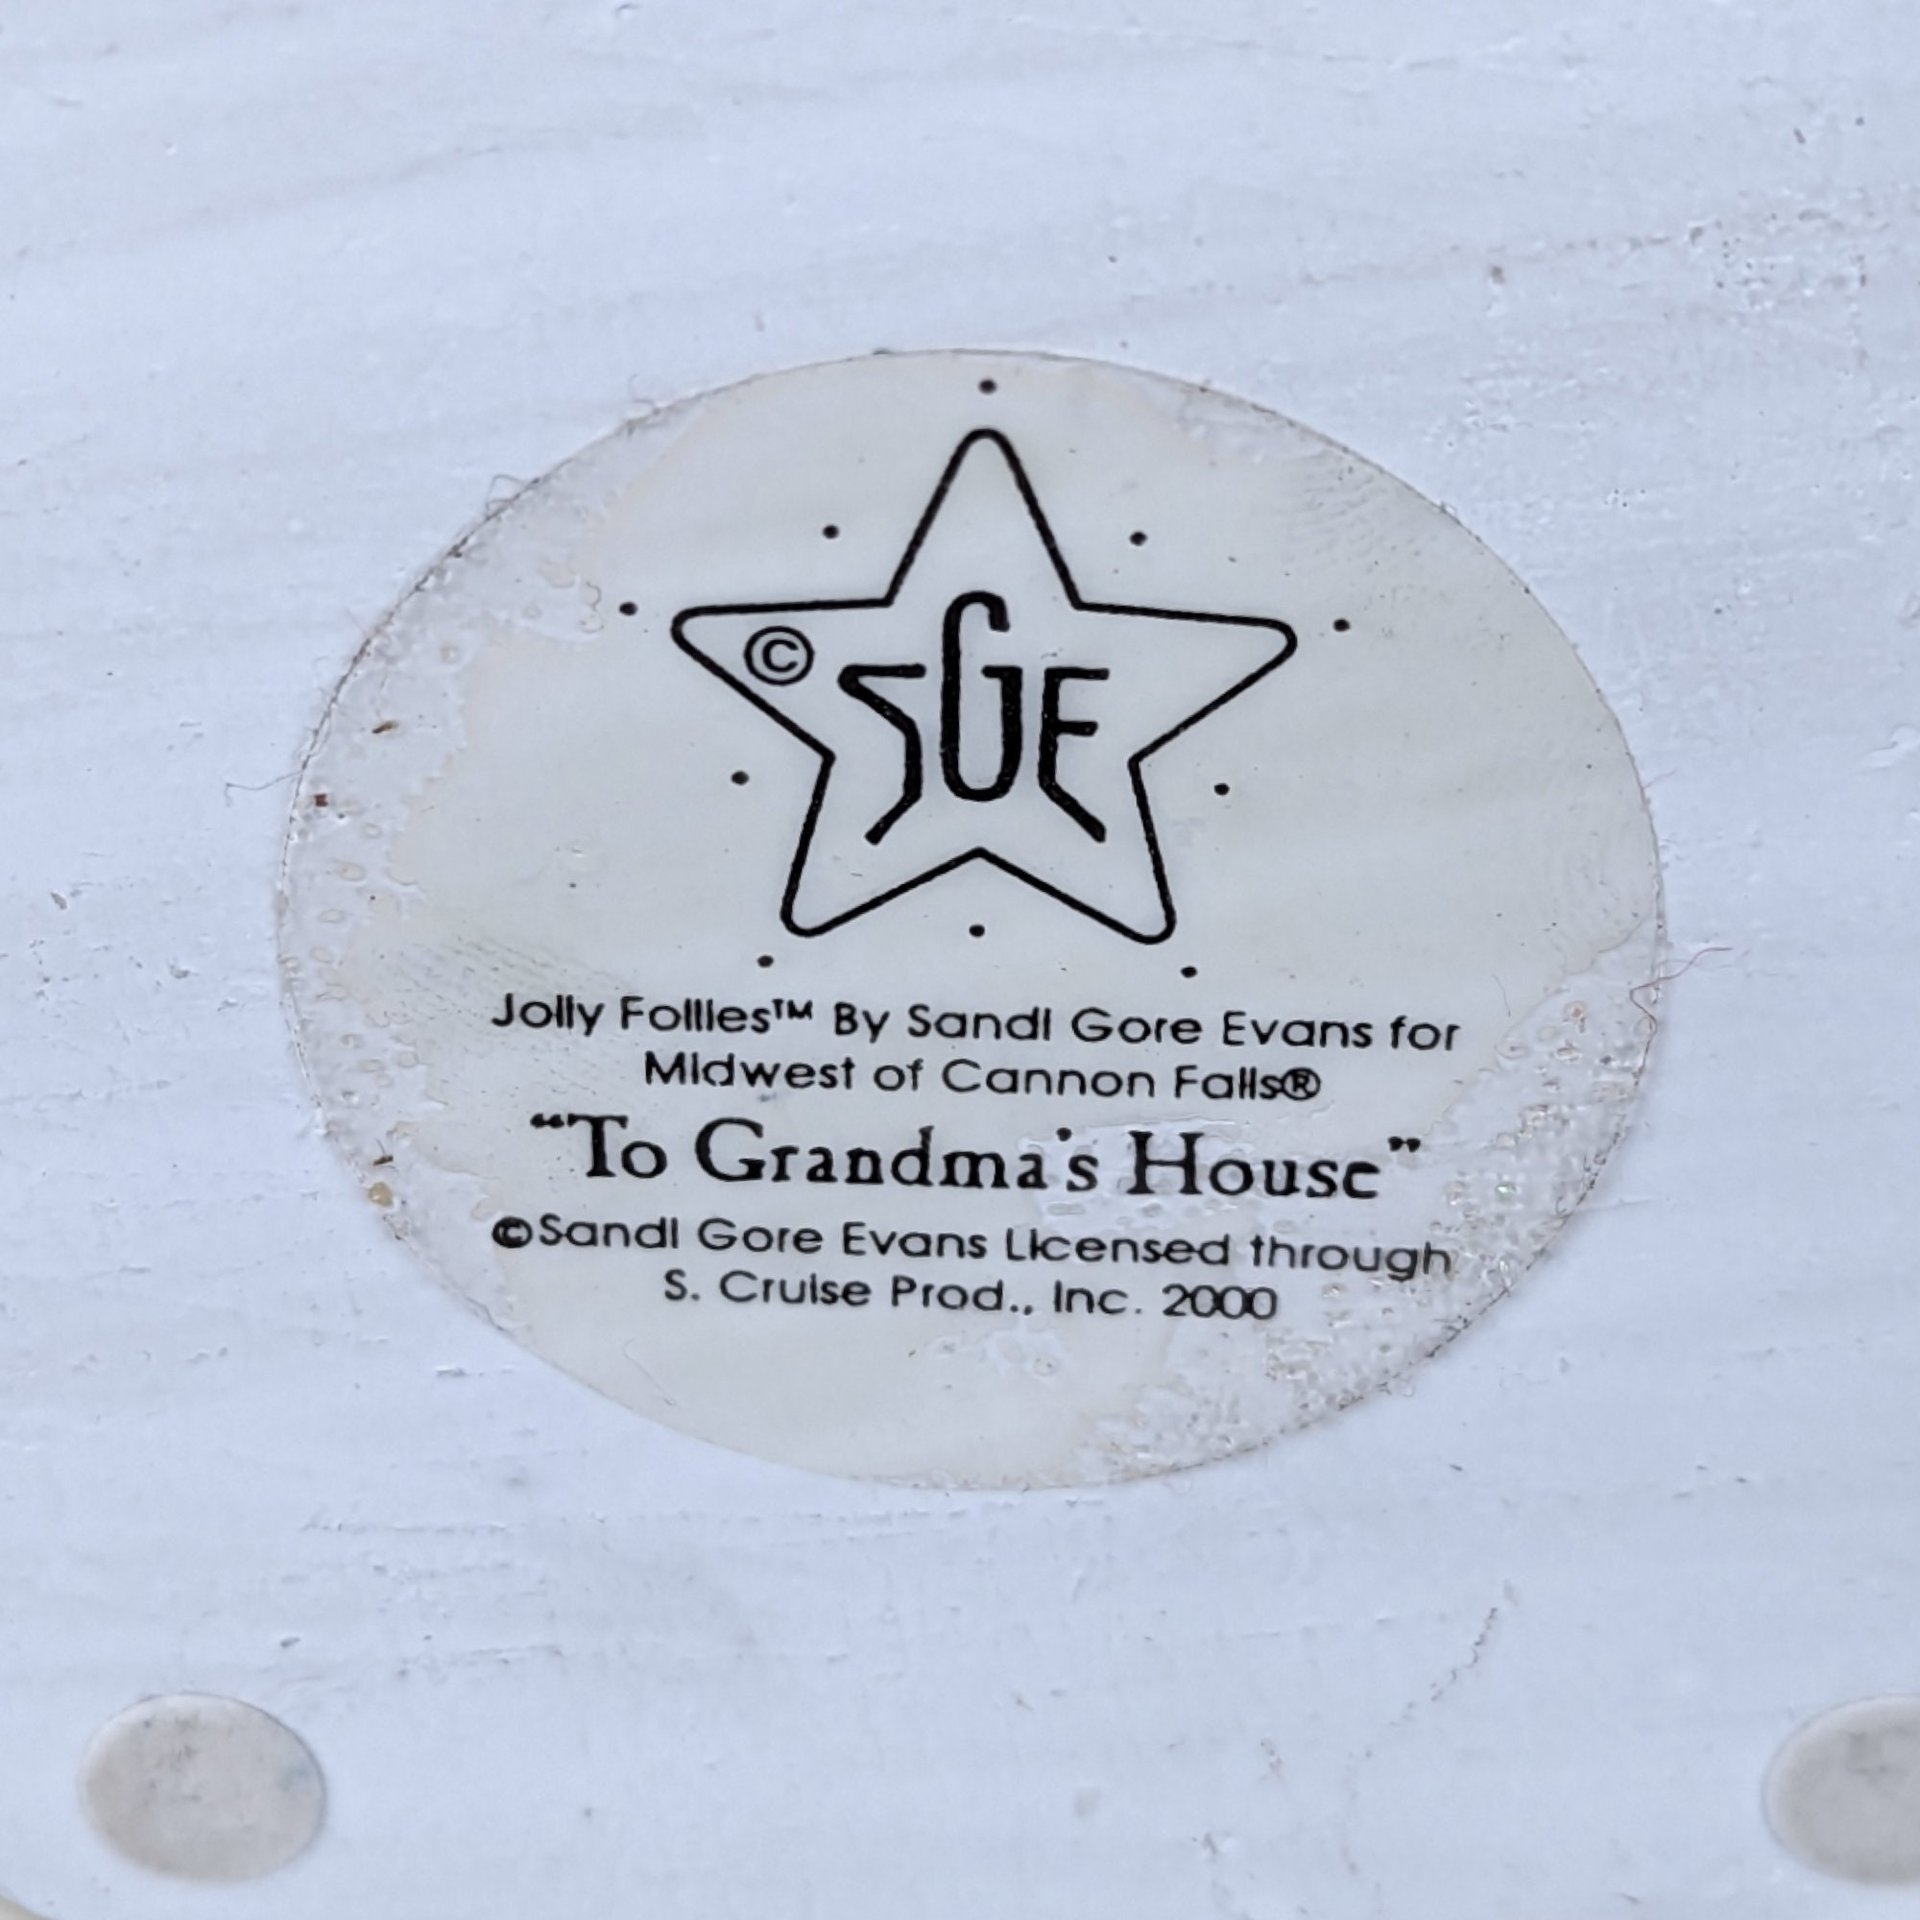 © SGE
Jolly Follies™ By Sandi Gore Evans for
Midwest of Cannon Falls®
“To Grandma's House”
©Sandi Gore Evans Licensed through
S. Cruise Prod., Inc. 2000